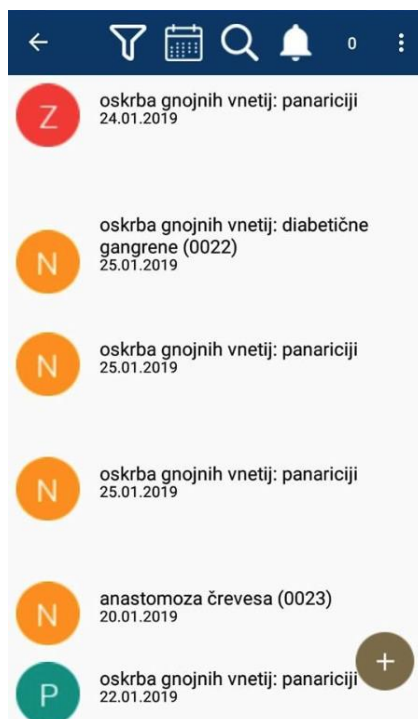 0
Z
oskrba gnojnih vnetij: panariciji
24.01.2019
N
oskrba gnojnih vnetij: diabetične
gangrene (0022)
25.01.2019
N
oskrba gnojnih vnetij: panariciji
25.01.2019
N
oskrba gnojnih vnetij: panariciji
25.01.2019
N
anastomoza črevesa (0023)
20.01.2019
P
oskrba gnojnih vnetij: panariciji
22.01.2019